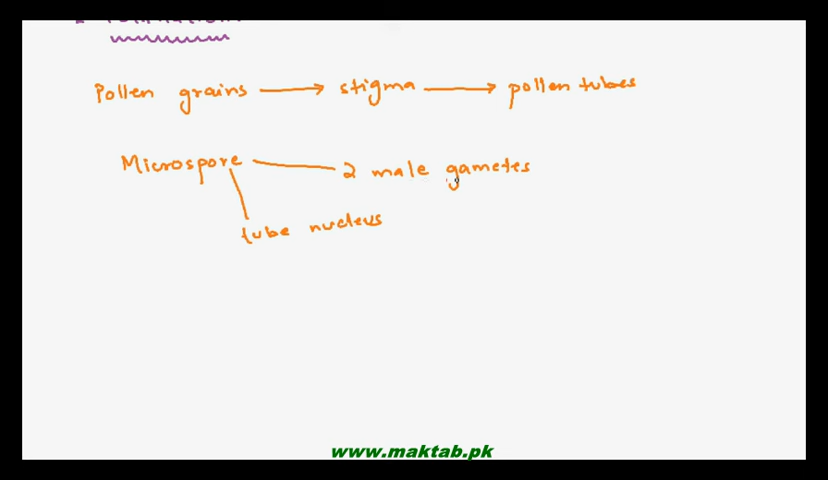 Pollen grains → stigma → pollen tubes
Microspore 2 male gametes
tube nucleus
www.maktab.pk